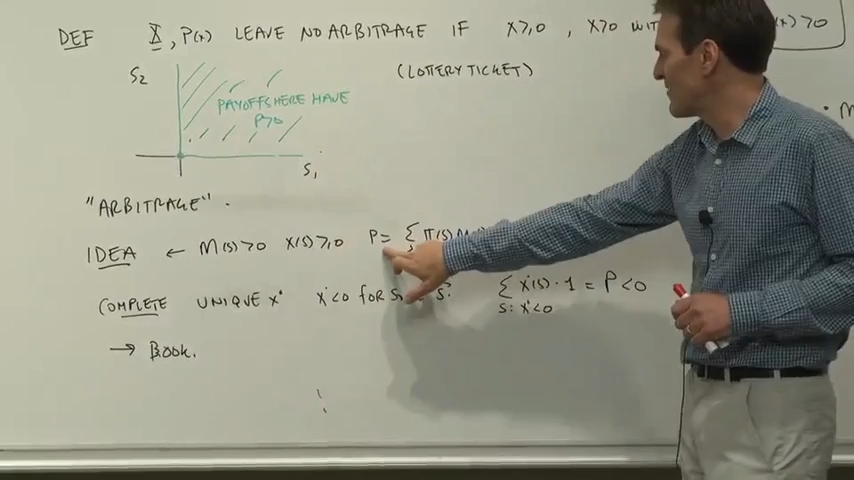 DEF X, P(x) LEAVE NO ARBITRAGE IF X≥0 , X>0 WIT (x)>0
(LOTTERY TICKET)
S2
PAYOFFS HERE HAVE
P>0
S1
"ARBITRAGE".
IDEA ← M(s)>0 X(s)≥0 P= Σ π(s)
COMPLETE UNIQUE X* X*<0 FOR Σ X*(s)·1 = P<0
s: X*<0
→ BOOK.